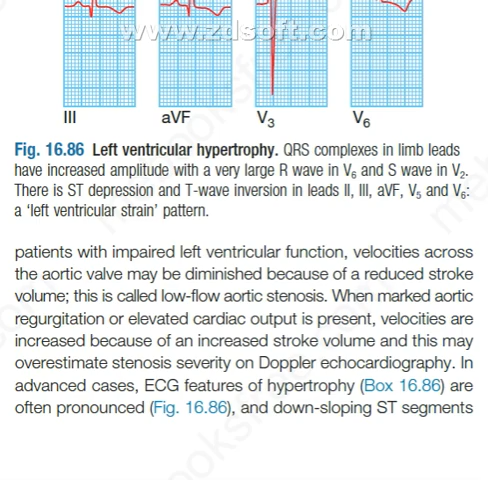 www.zdsoft.com
III aVF V3 V6
Fig. 16.86 Left ventricular hypertrophy. QRS complexes in limb leads
have increased amplitude with a very large R wave in V6 and S wave in V2.
There is ST depression and T-wave inversion in leads II, III, aVF, V5 and V6:
a ‘left ventricular strain’ pattern.
patients with impaired left ventricular function, velocities across
the aortic valve may be diminished because of a reduced stroke
volume; this is called low-flow aortic stenosis. When marked aortic
regurgitation or elevated cardiac output is present, velocities are
increased because of an increased stroke volume and this may
overestimate stenosis severity on Doppler echocardiography. In
advanced cases, ECG features of hypertrophy (Box 16.86) are
often pronounced (Fig. 16.86), and down-sloping ST segments